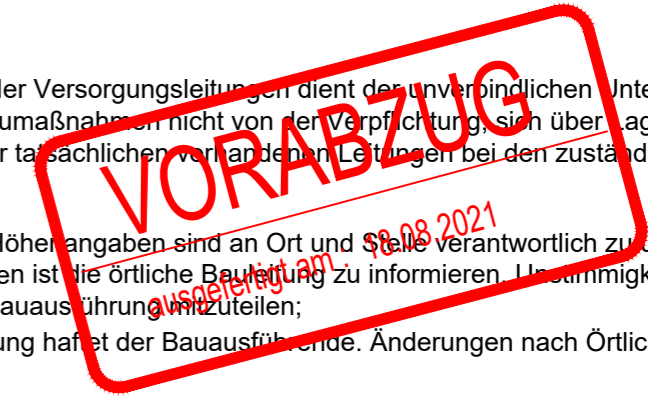 ler Versorgungsleitungen dient der unverbindlichen Unte
umaßnahmen nicht von der Verpflichtung, sich über Lag
r tatsächlichen vorhandenen Leitungen bei den zuständ
VORABZUG
ausgefertigt am : 18.08.2021
Höhenangaben sind an Ort und Stelle verantwortlich zu
en ist die örtliche Bauleitung zu informieren. Unstimmigk
auausführung mitzuteilen;
ung haftet der Bauausführende. Änderungen nach Örtlic